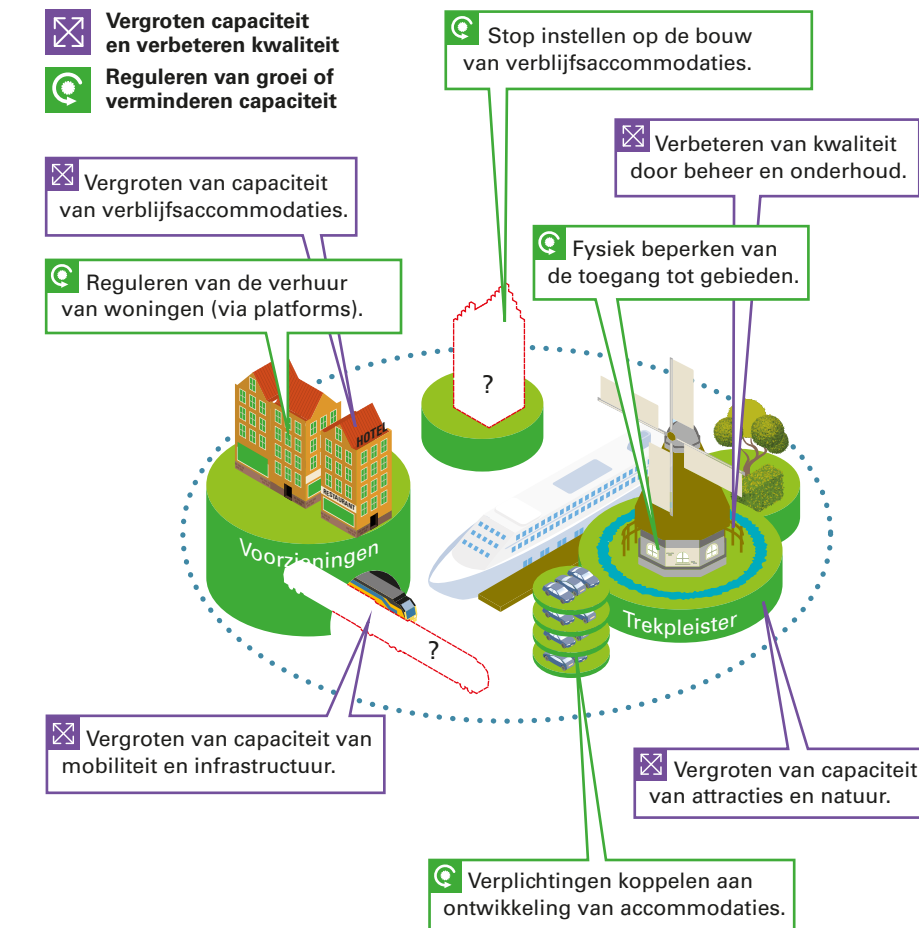 Vergroten capaciteit
en verbeteren kwaliteit
Reguleren van groei of
verminderen capaciteit
Stop instellen op de bouw
van verblijfsaccommodaties.
Verbeteren van kwaliteit
door beheer en onderhoud.
Vergroten van capaciteit
van verblijfsaccommodaties.
Fysiek beperken van
de toegang tot gebieden.
Reguleren van de verhuur
van woningen (via platforms).
?
HOTEL
RESTAURANT
Voorzieningen
Trekpleister
?
Vergroten van capaciteit van
mobiliteit en infrastructuur.
Vergroten van capaciteit
van attracties en natuur.
Verplichtingen koppelen aan
ontwikkeling van accommodaties.